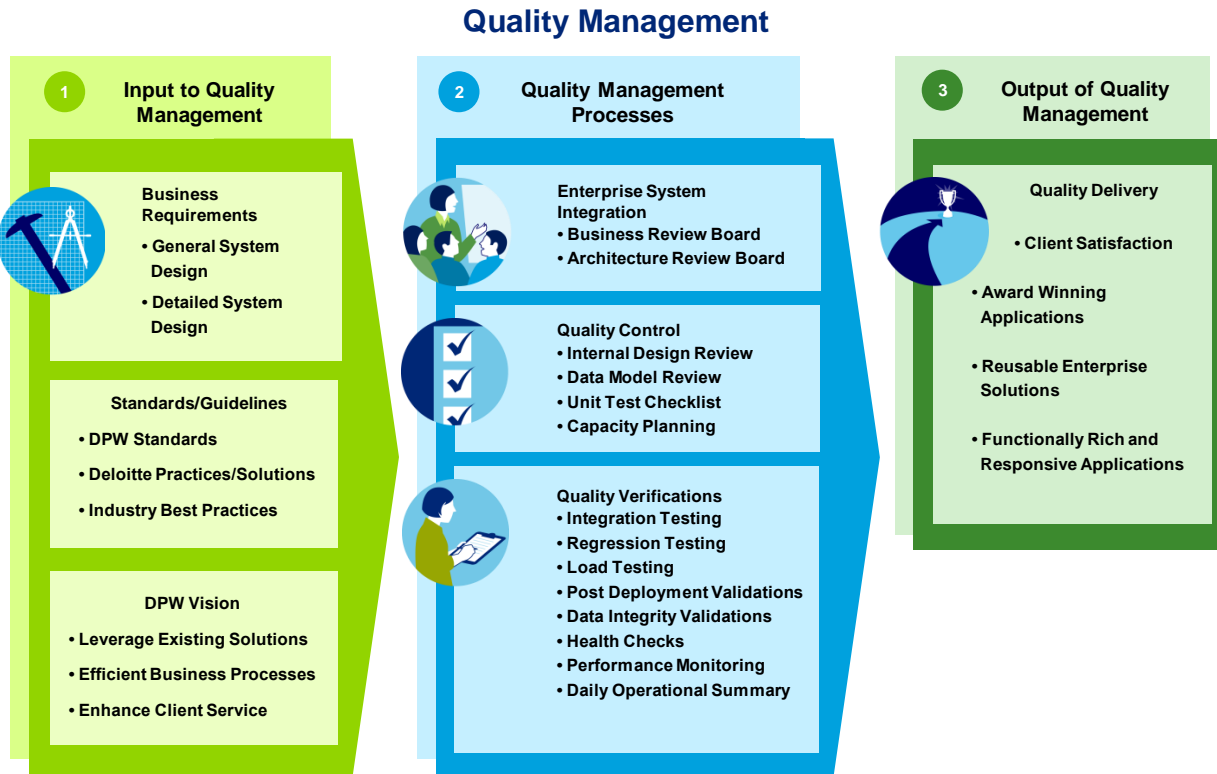 Quality Management
1
Input to Quality
Management
Business
Requirements
• General System
Design
• Detailed System
Design
Standards/Guidelines
• DPW Standards
• Deloitte Practices/Solutions
• Industry Best Practices
DPW Vision
• Leverage Existing Solutions
• Efficient Business Processes
• Enhance Client Service
2
Quality Management
Processes
Enterprise System
Integration
• Business Review Board
• Architecture Review Board
Quality Control
• Internal Design Review
• Data Model Review
• Unit Test Checklist
• Capacity Planning
Quality Verifications
• Integration Testing
• Regression Testing
• Load Testing
• Post Deployment Validations
• Data Integrity Validations
• Health Checks
• Performance Monitoring
• Daily Operational Summary
3
Output of Quality
Management
Quality Delivery
• Client Satisfaction
• Award Winning
Applications
• Reusable Enterprise
Solutions
• Functionally Rich and
Responsive Applications